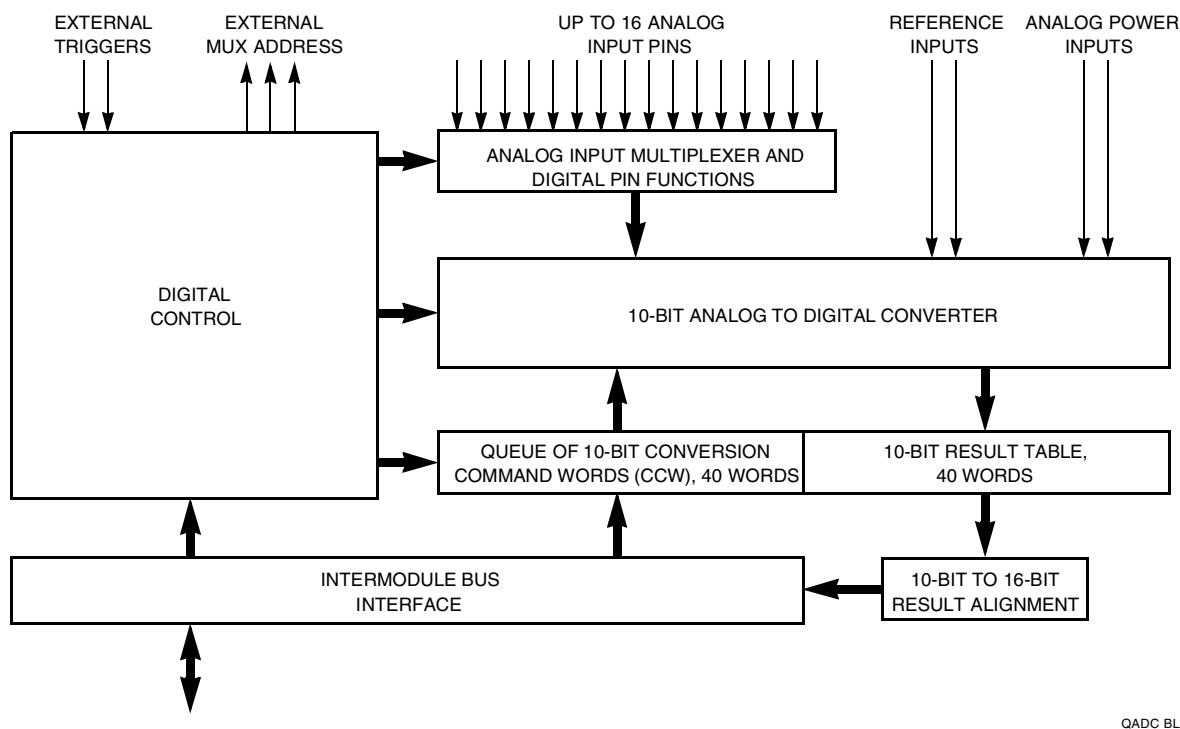 EXTERNAL
TRIGGERS
EXTERNAL
MUX ADDRESS
UP TO 16 ANALOG
INPUT PINS
REFERENCE
INPUTS
ANALOG POWER
INPUTS
ANALOG INPUT MULTIPLEXER AND
DIGITAL PIN FUNCTIONS
DIGITAL
CONTROL
10-BIT ANALOG TO DIGITAL CONVERTER
QUEUE OF 10-BIT CONVERSION
COMMAND WORDS (CCW), 40 WORDS
10-BIT RESULT TABLE,
40 WORDS
INTERMODULE BUS
INTERFACE
10-BIT TO 16-BIT
RESULT ALIGNMENT
QADC BL